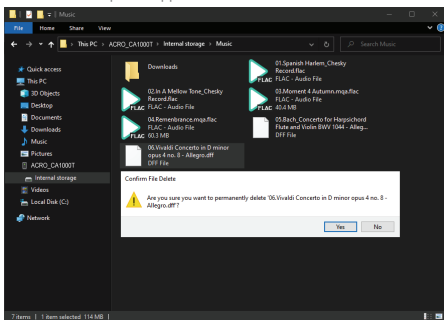 Music
File Home Share View
This PC > ACRO_CA1000T > Internal storage > Music
Search Music
Quick access
This PC
3D Objects
Desktop
Documents
Downloads
Music
Pictures
ACRO_CA1000T
Internal storage
Videos
Local Disk (C:)
Network
Downloads
01.Spanish Harlem_Chesky
Record.flac
FLAC - Audio File
FLAC
02.In A Mellow Tone_Chesky
Record.flac
FLAC - Audio File
FLAC
03.Moment 4 Autumn.mqa.flac
FLAC - Audio File
40.4 MB
FLAC
04.Remembrance.mqa.flac
FLAC - Audio File
60.3 MB
FLAC
05.Bach_Concerto for Harpsichord
Flute and Violin BWV 1044 - Alleg...
DFF File
06.Vivaldi Concerto in D minor
opus 4 no. 8 - Allegro.dff
DFF File
Confirm File Delete
Are you sure you want to permanently delete '06.Vivaldi Concerto in D minor opus 4 no. 8 -
Allegro.dff'?
Yes No
7 items 1 item selected 114 MB